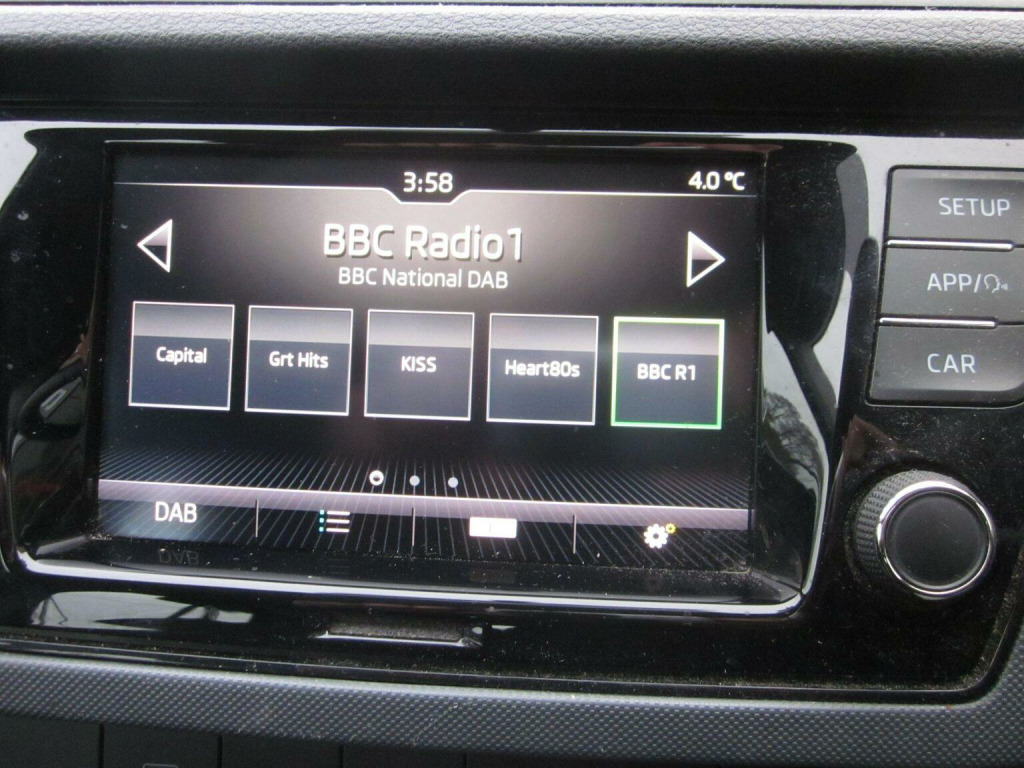 3:58
4.0 °C
BBC Radio1
BBC National DAB
Capital
Grt Hits
KISS
Heart80s
BBC R1
DAB
SETUP
APP/
CAR